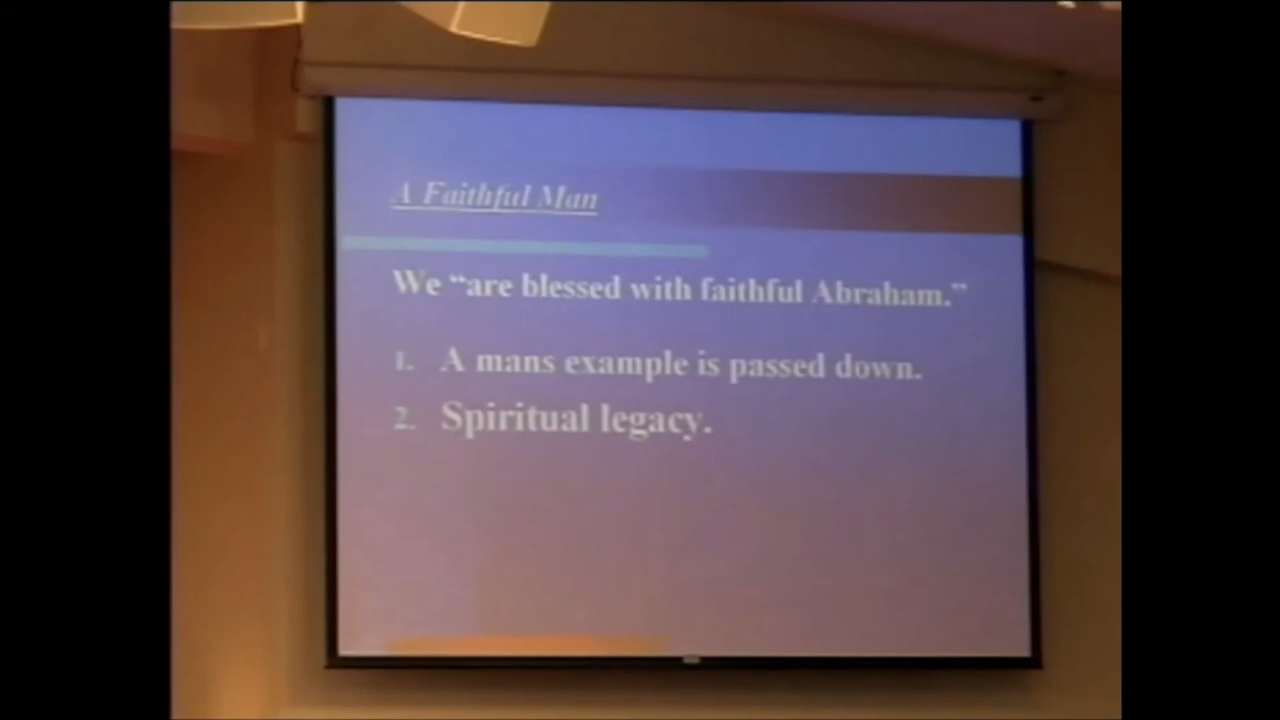 A Faithful Man
We “are blessed with faithful Abraham.”
1. A mans example is passed down.
2. Spiritual legacy.